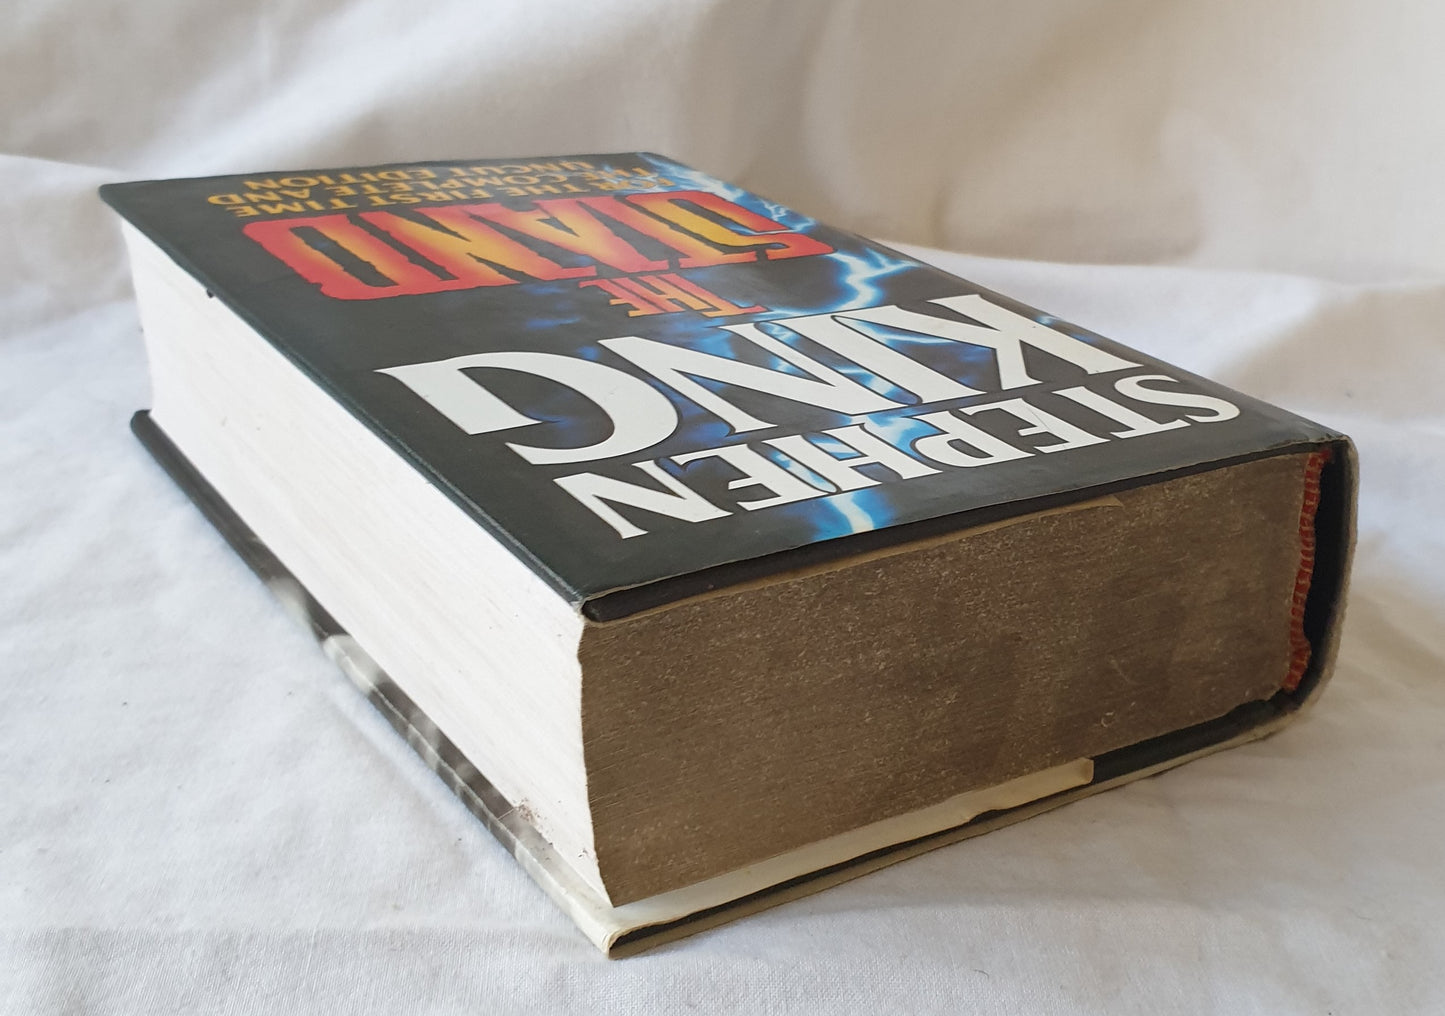 STEPHEN
KING
THE
STAND
FOR THE FIRST TIME
THE COMPLETE AND
UNCUT EDITION